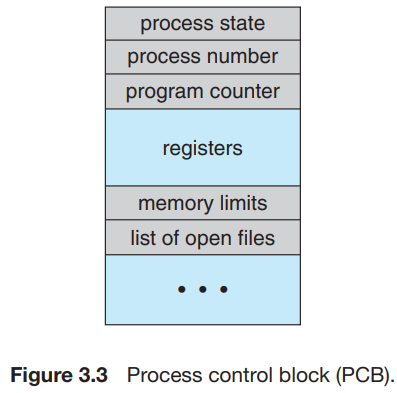 process state
process number
program counter
registers
memory limits
list of open files
• • •
Figure 3.3 Process control block (PCB).